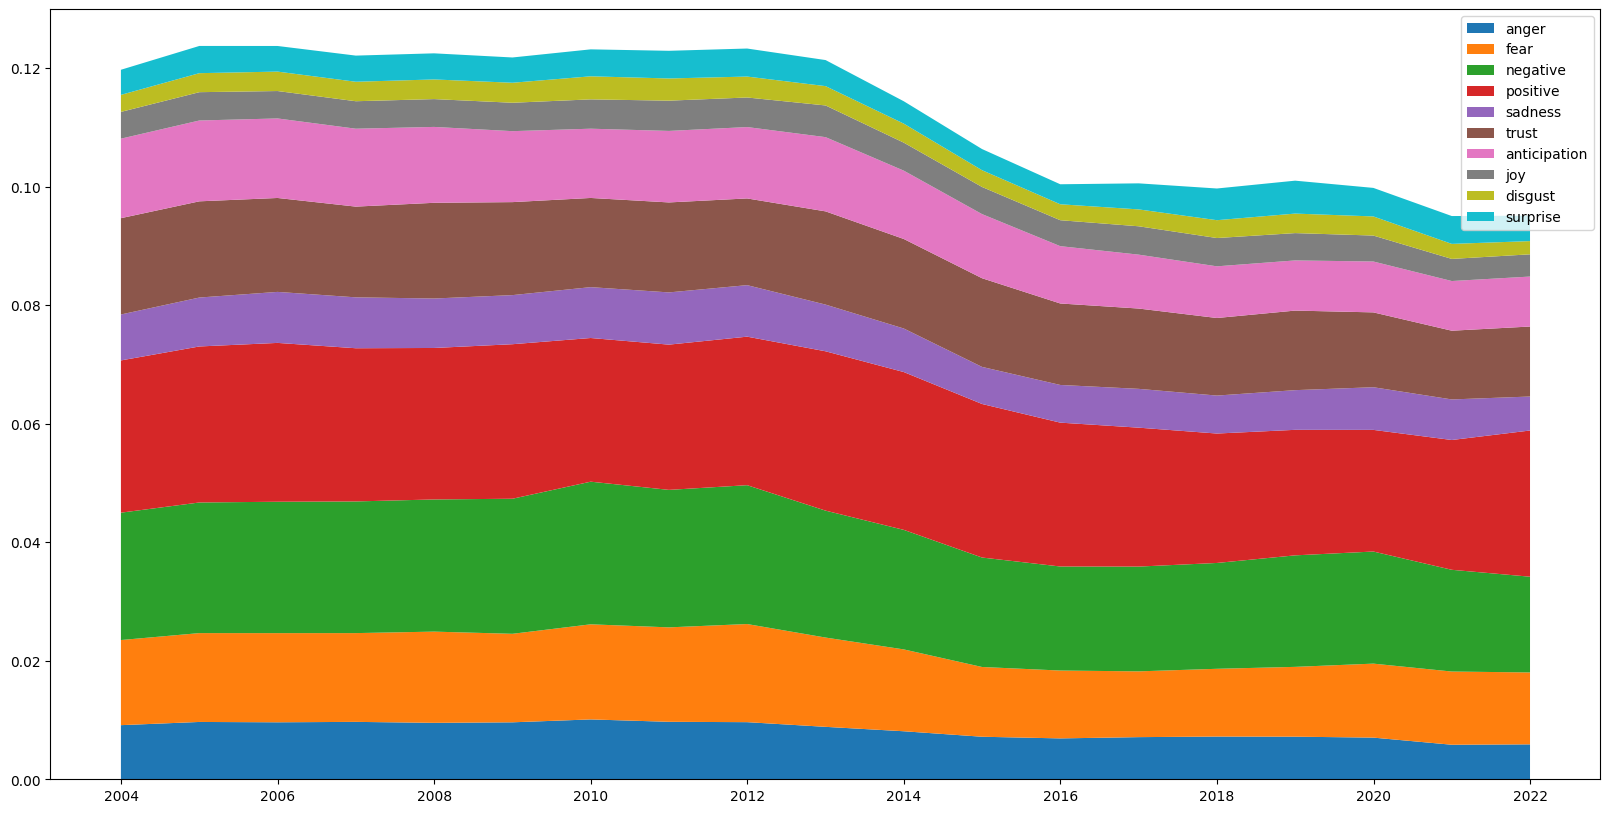 anger
fear
negative
positive
sadness
trust
anticipation
joy
disgust
surprise
0.12
0.10
0.08
0.06
0.04
0.02
0.00
2004 2006 2008 2010 2012 2014 2016 2018 2020 2022